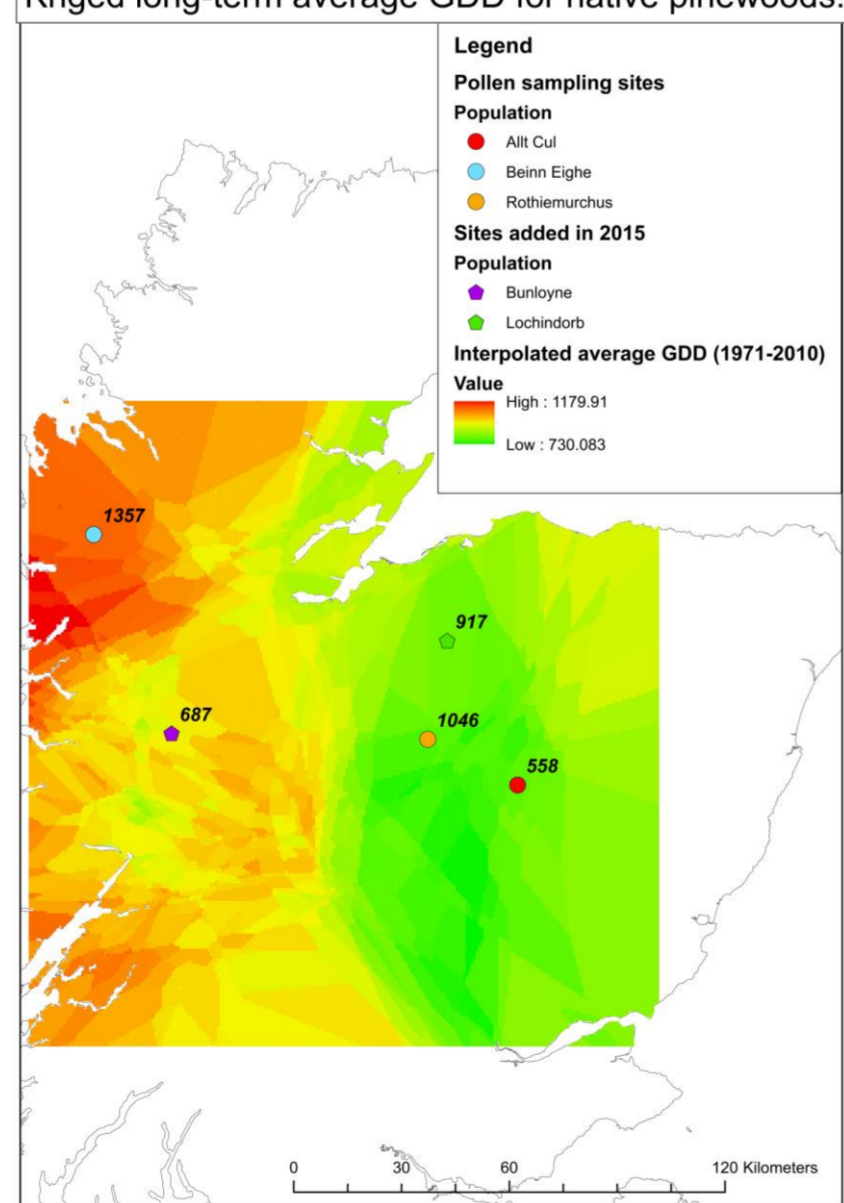 Kriged long-term average GDD for native pinewoods.
Legend
Pollen sampling sites
Population
Allt Cul
Beinn Eighe
Rothiemurchus
Sites added in 2015
Population
Bunloyne
Lochindorb
Interpolated average GDD (1971-2010)
Value
High : 1179.91
Low : 730.083
1357
917
687
1046
558
0 30 60 120 Kilometers